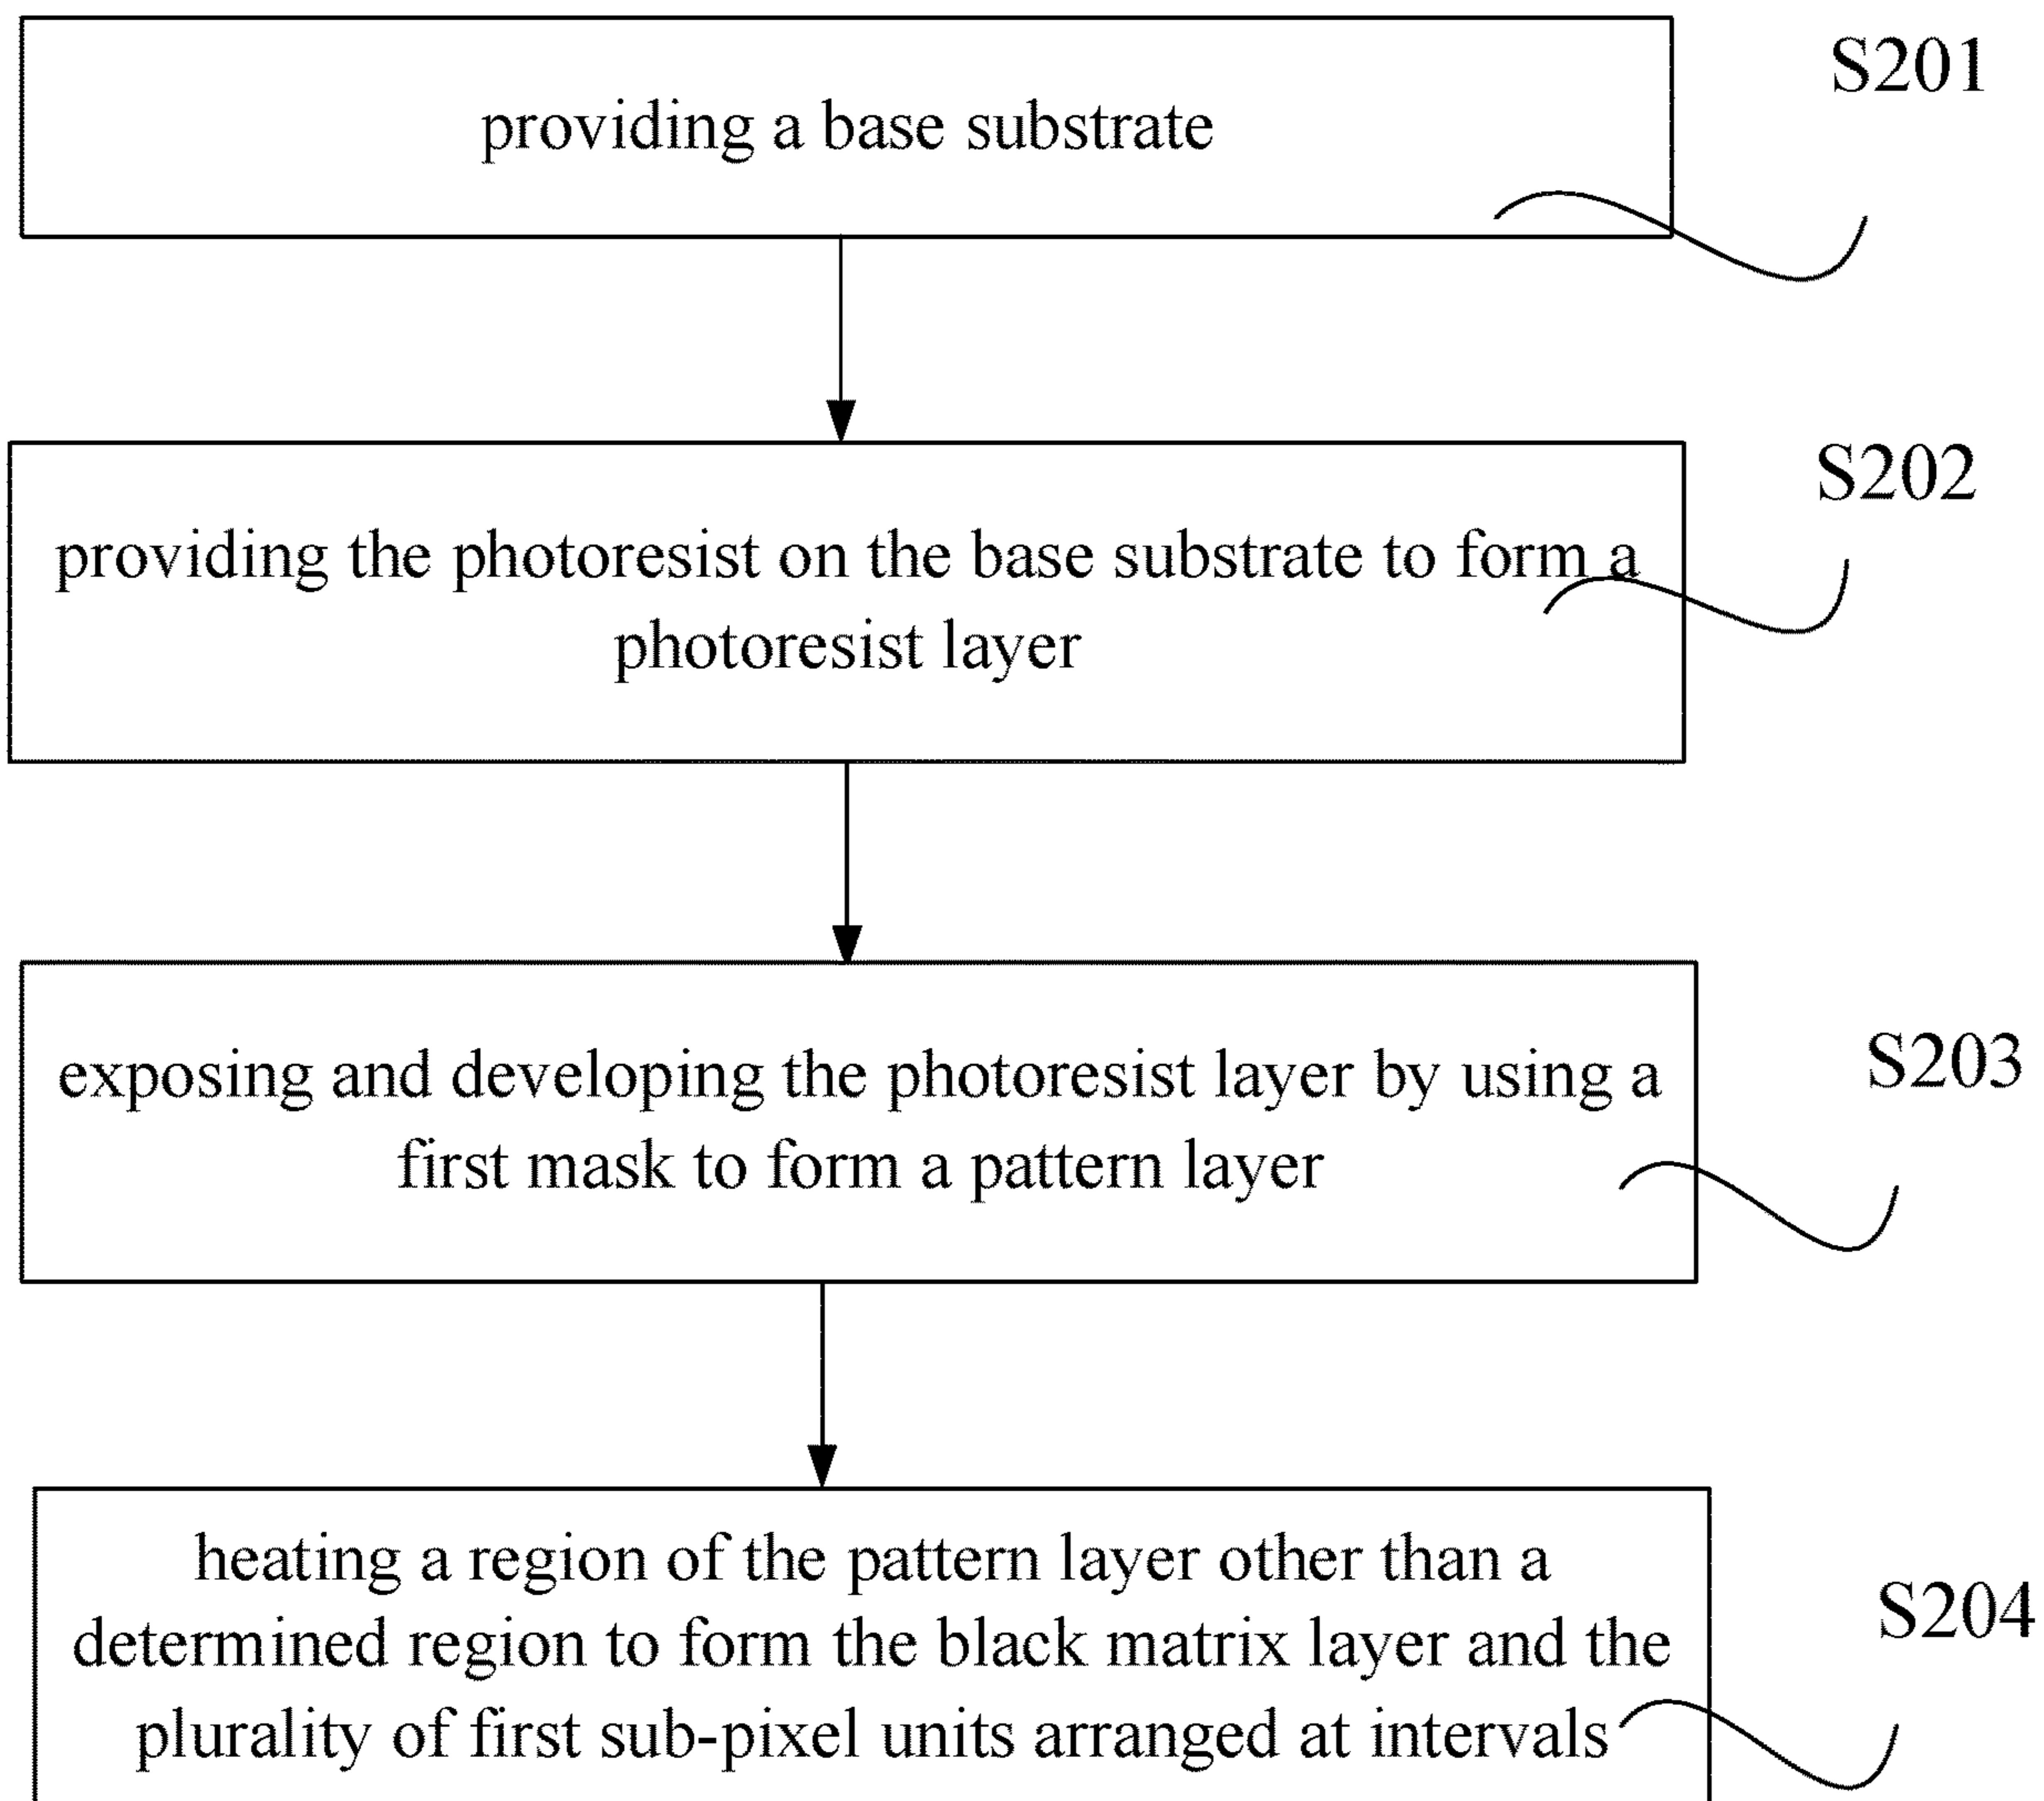 S201
providing a base substrate
S202
providing the photoresist on the base substrate to form a
photoresist layer
S203
exposing and developing the photoresist layer by using a
first mask to form a pattern layer
S204
heating a region of the pattern layer other than a
determined region to form the black matrix layer and the
plurality of first sub-pixel units arranged at intervals